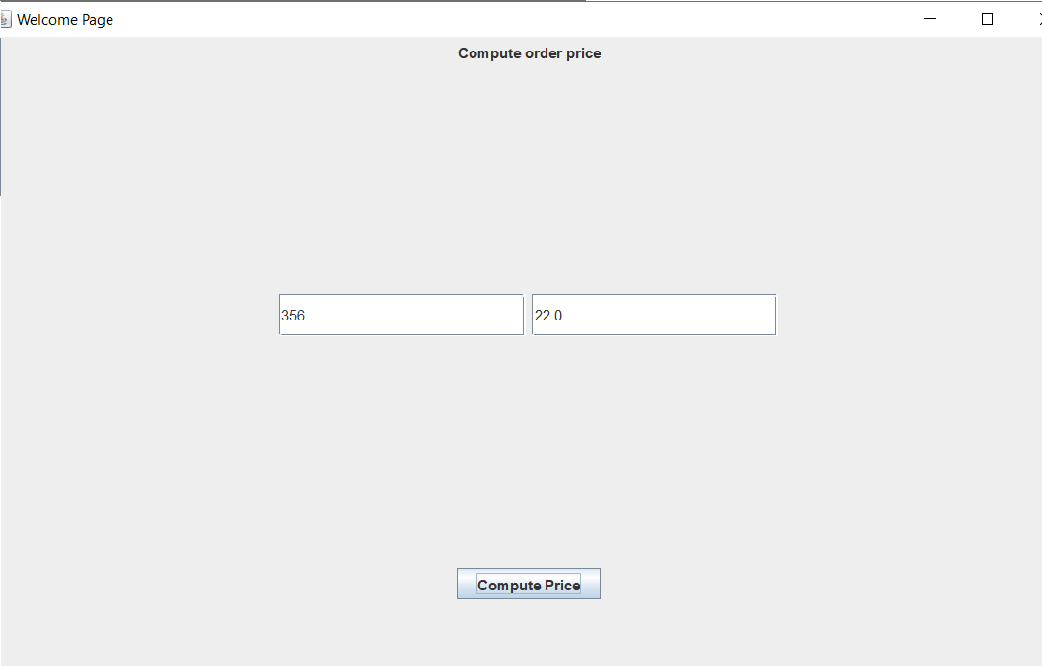 Welcome Page
Compute order price
356
22.0
Compute Price